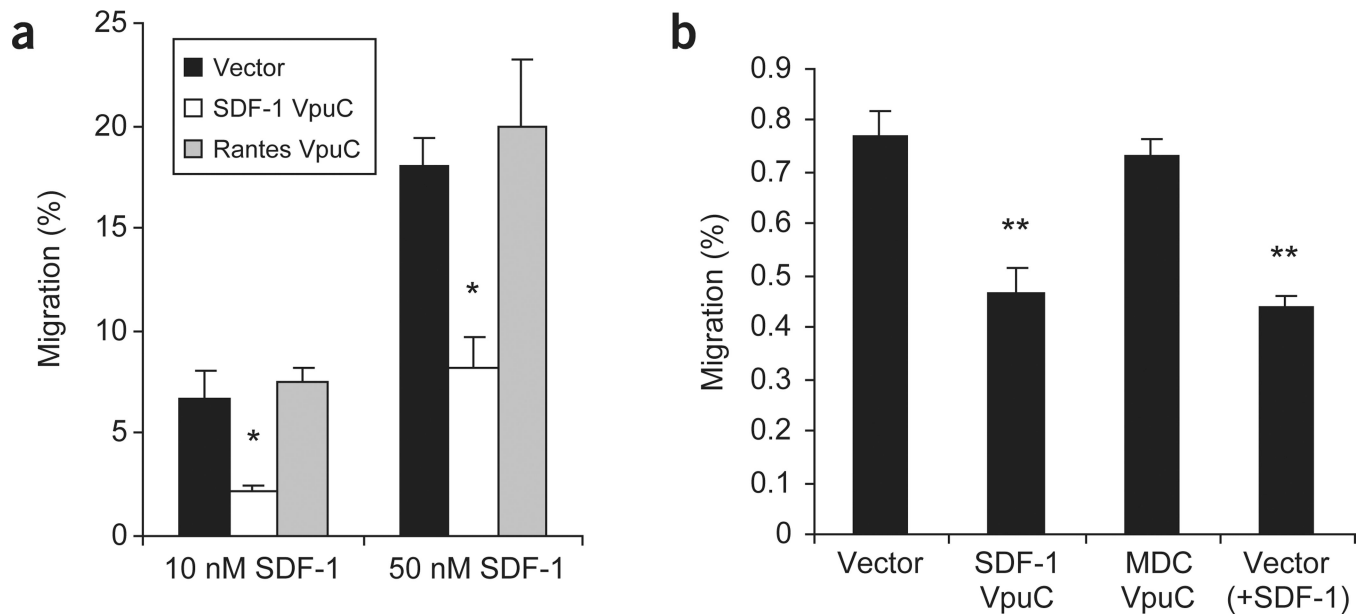 a
25
20
15
10
5
0
Migration (%)
Vector
SDF-1 VpuC
Rantes VpuC
*
*
10 nM SDF-1
50 nM SDF-1
b
0.9
0.8
0.7
0.6
0.5
0.4
0.3
0.2
0.1
0
Migration (%)
**
**
Vector
SDF-1
VpuC
MDC
VpuC
Vector
(+SDF-1)